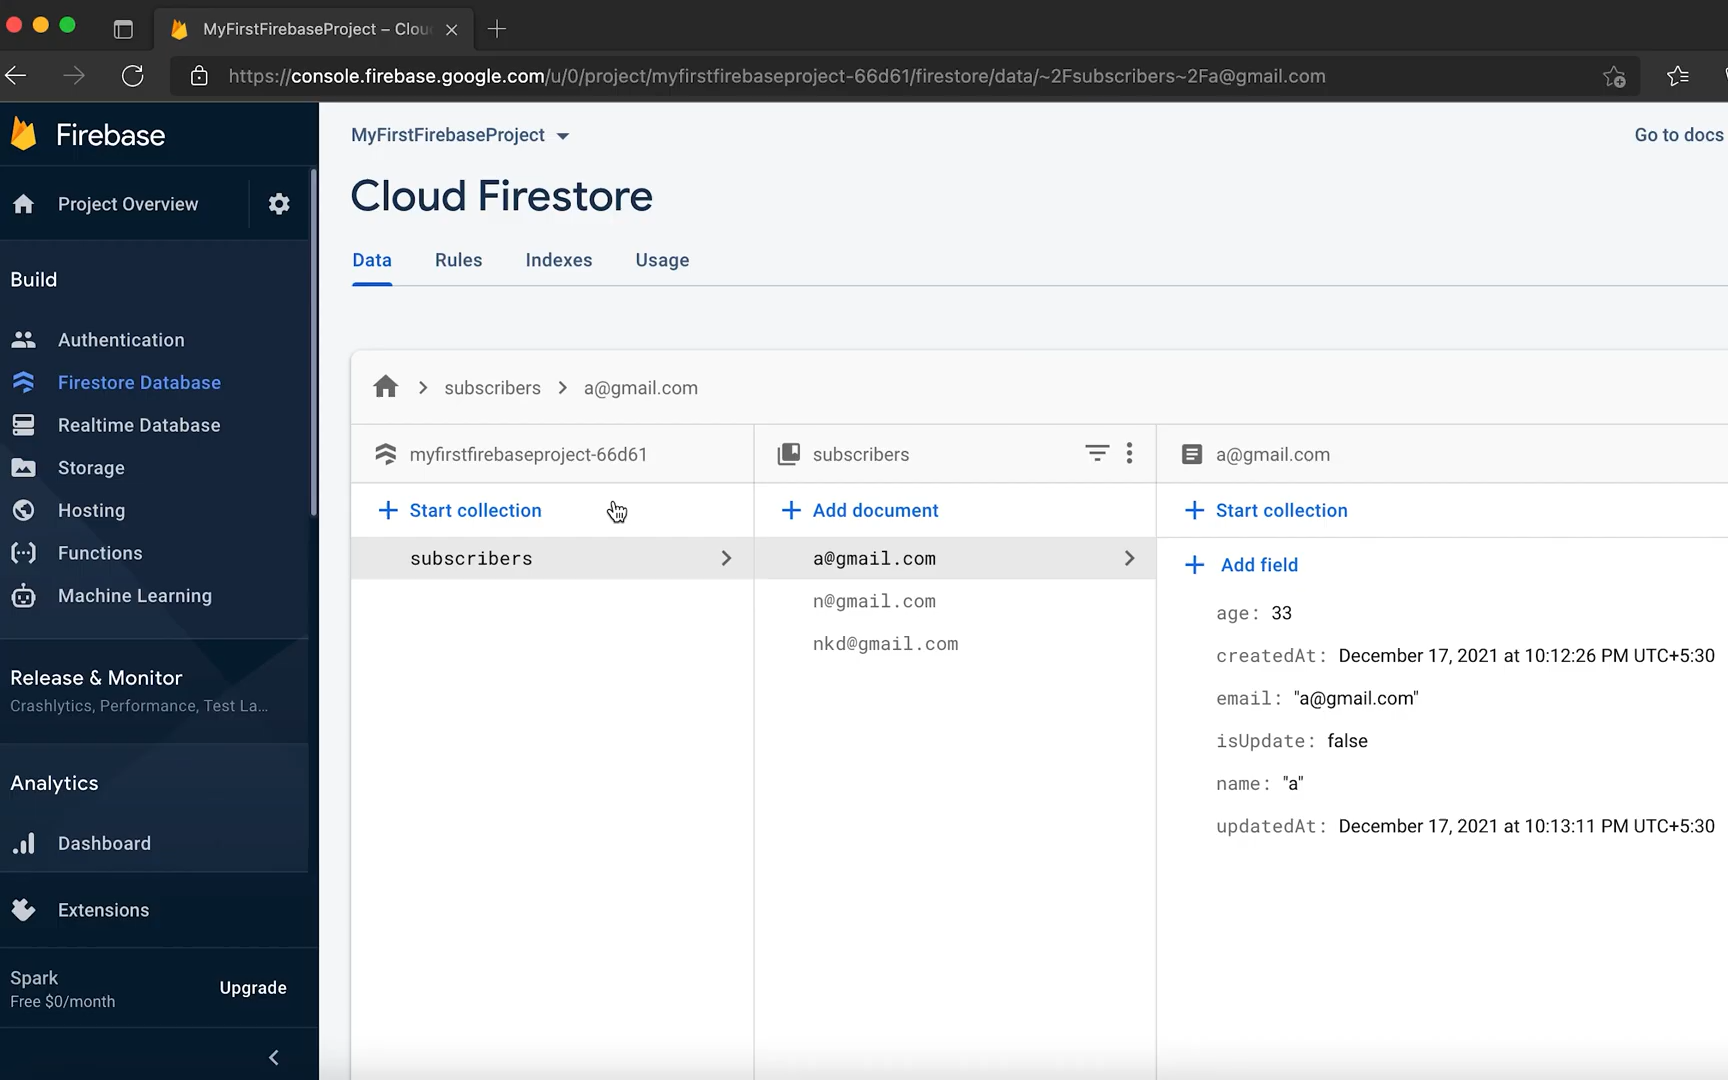 MyFirstFirebaseProject – Clou
https://console.firebase.google.com/u/0/project/myfirstfirebaseproject-66d61/firestore/data/~2Fsubscribers~2Fa@gmail.com
Firebase
Project Overview
Build
Authentication
Firestore Database
Realtime Database
Storage
Hosting
Functions
Machine Learning
Release & Monitor
Crashlytics, Performance, Test La...
Analytics
Dashboard
Extensions
Spark
Free $0/month
Upgrade
MyFirstFirebaseProject
Go to docs
Cloud Firestore
Data Rules Indexes Usage
subscribers > a@gmail.com
myfirstfirebaseproject-66d61
Start collection
subscribers
subscribers
Add document
a@gmail.com
n@gmail.com
nkd@gmail.com
a@gmail.com
Start collection
Add field
age: 33
createdAt: December 17, 2021 at 10:12:26 PM UTC+5:30
email: "a@gmail.com"
isUpdate: false
name: "a"
updatedAt: December 17, 2021 at 10:13:11 PM UTC+5:30